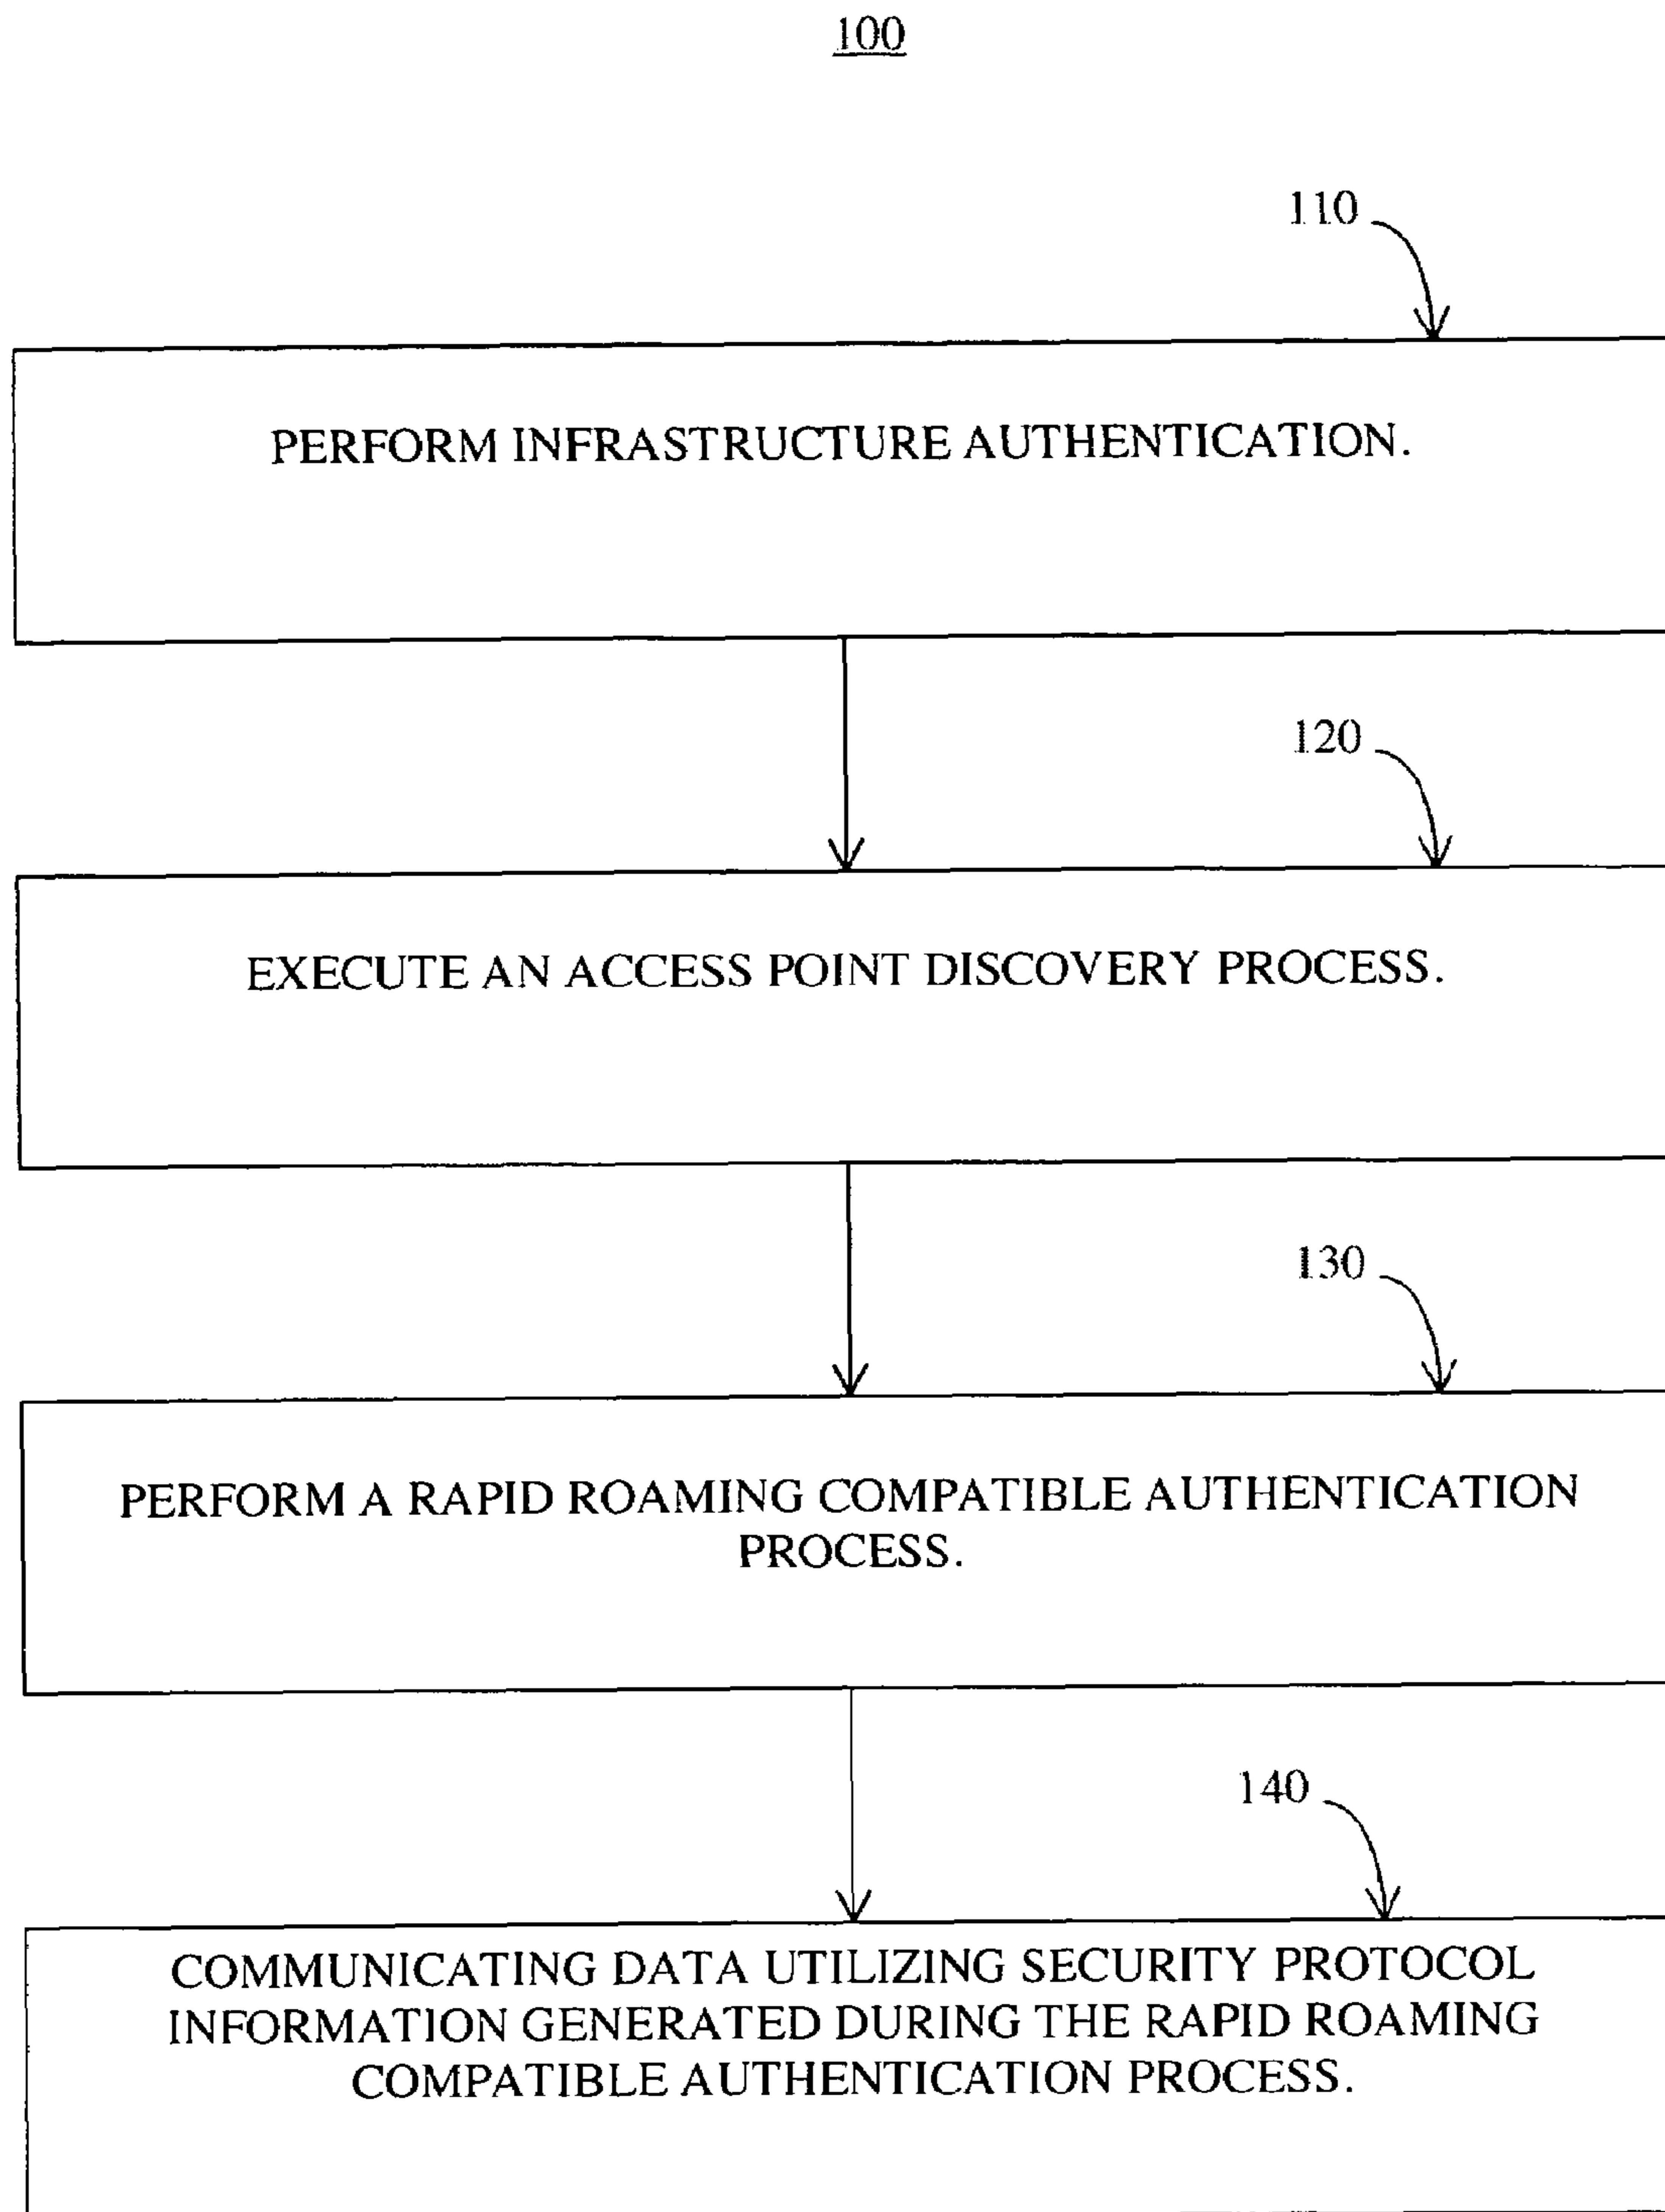 100
110
PERFORM INFRASTRUCTURE AUTHENTICATION.
120
EXECUTE AN ACCESS POINT DISCOVERY PROCESS.
130
PERFORM A RAPID ROAMING COMPATIBLE AUTHENTICATION
PROCESS.
140
COMMUNICATING DATA UTILIZING SECURITY PROTOCOL
INFORMATION GENERATED DURING THE RAPID ROAMING
COMPATIBLE AUTHENTICATION PROCESS.